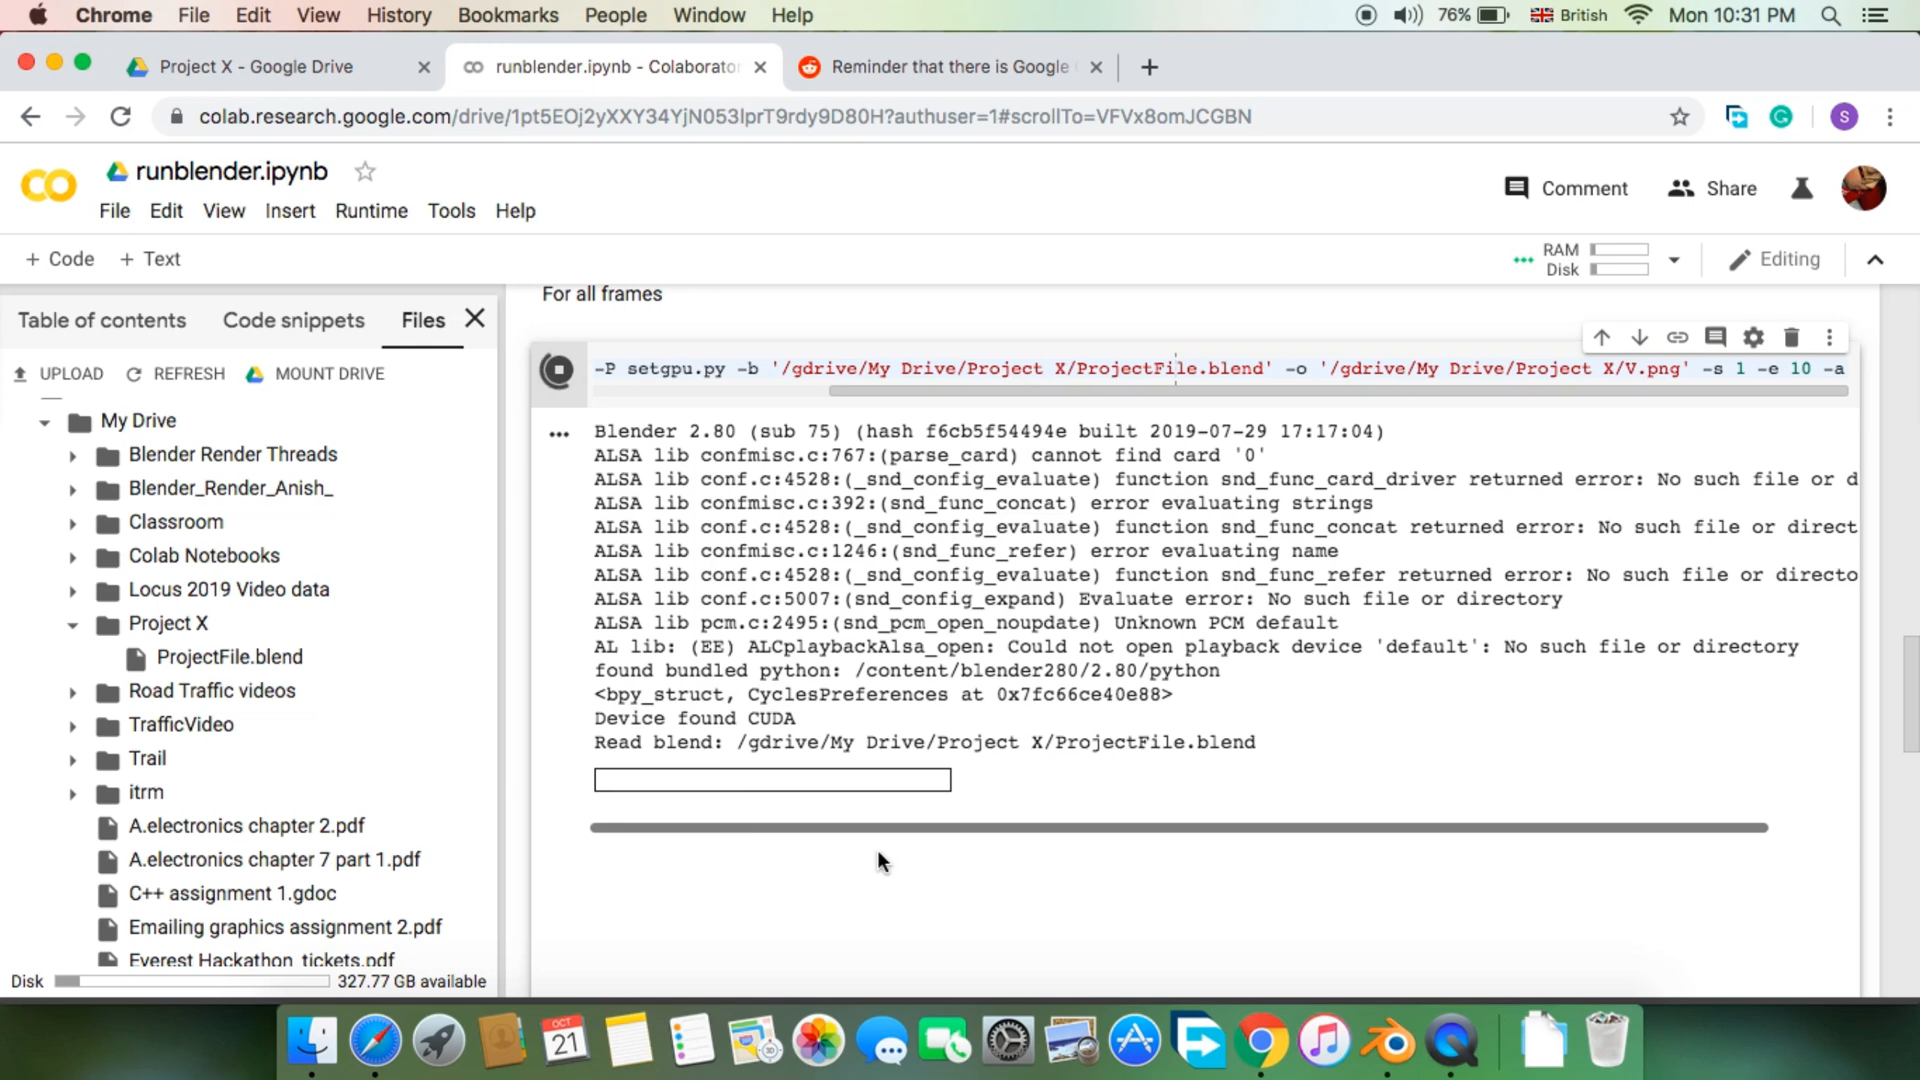 Chrome File Edit View History Bookmarks People Window Help 76% British Mon 10:31 PM
Project X - Google Drive runblender.ipynb - Colaborato Reminder that there is Google
colab.research.google.com/drive/1pt5EOj2yXXY34YjN053lprT9rdy9D80H?authuser=1#scrollTo=VFVx8omJCGBN S
CO runblender.ipynb
File Edit View Insert Runtime Tools Help
Comment Share
+ Code + Text
RAM
Disk
Editing
Table of contents Code snippets Files
UPLOAD REFRESH MOUNT DRIVE
My Drive
Blender Render Threads
Blender_Render_Anish_
Classroom
Colab Notebooks
Locus 2019 Video data
Project X
ProjectFile.blend
Road Traffic videos
TrafficVideo
Trail
itrm
A.electronics chapter 2.pdf
A.electronics chapter 7 part 1.pdf
C++ assignment 1.gdoc
Emailing graphics assignment 2.pdf
Everest Hackathon tickets.pdf
Disk 327.77 GB available
For all frames
-P setgpu.py -b '/gdrive/My Drive/Project X/ProjectFile.blend' -o '/gdrive/My Drive/Project X/V.png' -s 1 -e 10 -a
Blender 2.80 (sub 75) (hash f6cb5f54494e built 2019-07-29 17:17:04)
ALSA lib confmisc.c:767:(parse_card) cannot find card '0'
ALSA lib conf.c:4528:(_snd_config_evaluate) function snd_func_card_driver returned error: No such file or d
ALSA lib confmisc.c:392:(snd_func_concat) error evaluating strings
ALSA lib conf.c:4528:(_snd_config_evaluate) function snd_func_concat returned error: No such file or direct
ALSA lib confmisc.c:1246:(snd_func_refer) error evaluating name
ALSA lib conf.c:4528:(_snd_config_evaluate) function snd_func_refer returned error: No such file or directo
ALSA lib conf.c:5007:(snd_config_expand) Evaluate error: No such file or directory
ALSA lib pcm.c:2495:(snd_pcm_open_noupdate) Unknown PCM default
AL lib: (EE) ALCplaybackAlsa_open: Could not open playback device 'default': No such file or directory
found bundled python: /content/blender280/2.80/python
<bpy_struct, CyclesPreferences at 0x7fc66ce40e88>
Device found CUDA
Read blend: /gdrive/My Drive/Project X/ProjectFile.blend
OCT
21